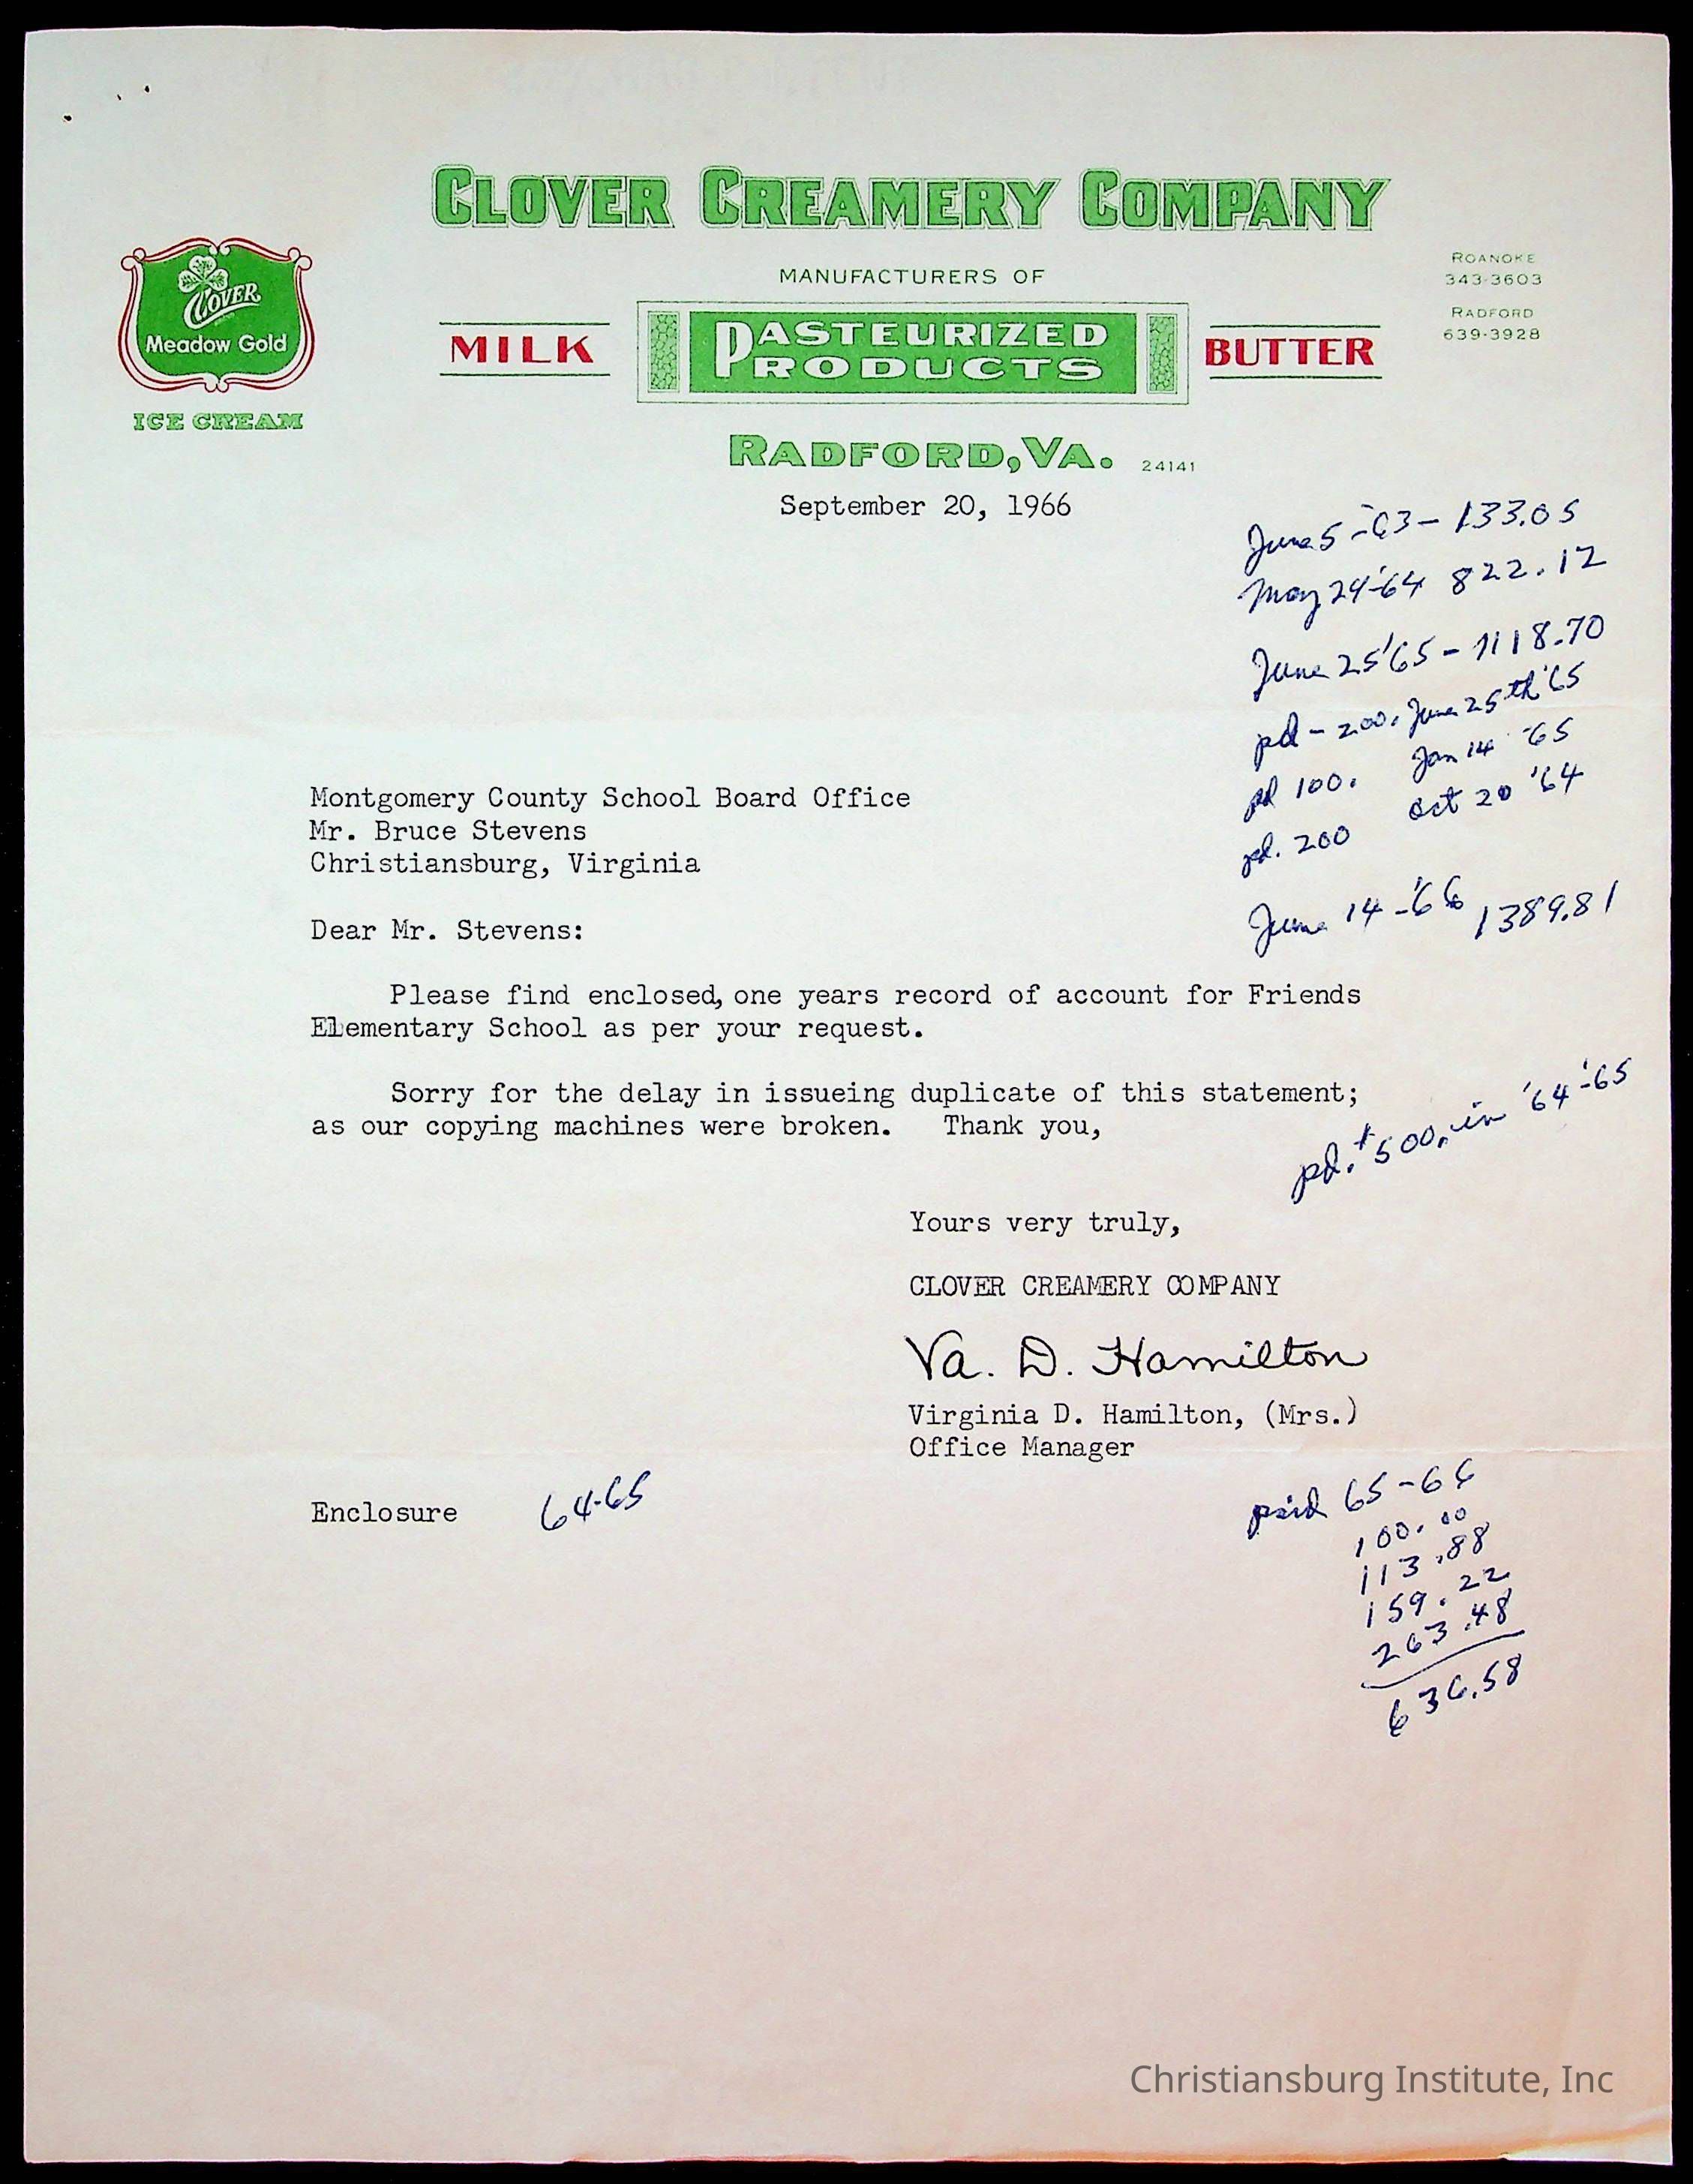 CLOVER CREAMERY COMPANY
MANUFACTURERS OF
ROANOKE
343-3603
RADFORD
639-3928
CLOVER
Meadow Gold
ICE CREAM
MILK
PASTEURIZED
PRODUCTS
BUTTER
RADFORD, VA. 24141
September 20, 1966
June 5-63- 133.05
May 24-'64 822.12
June 25'65 - 1118.70
pd - 200. June 25th '65
pd 100. Jan 14 -65
pd. 200 Oct 20 '64
June 14-'66 1389.81
Montgomery County School Board Office
Mr. Bruce Stevens
Christiansburg, Virginia
Dear Mr. Stevens:
Please find enclosed, one years record of account for Friends
Elementary School as per your request.
Sorry for the delay in issueing duplicate of this statement;
as our copying machines were broken. Thank you,
pd. $500. in '64-'65
Yours very truly,
CLOVER CREAMERY COMPANY
Va. D. Hamilton
Virginia D. Hamilton, (Mrs.)
Office Manager
Enclosure 64-65
paid 65-66
100.00
113.88
159.22
263.48
636.58
Christiansburg Institute, Inc